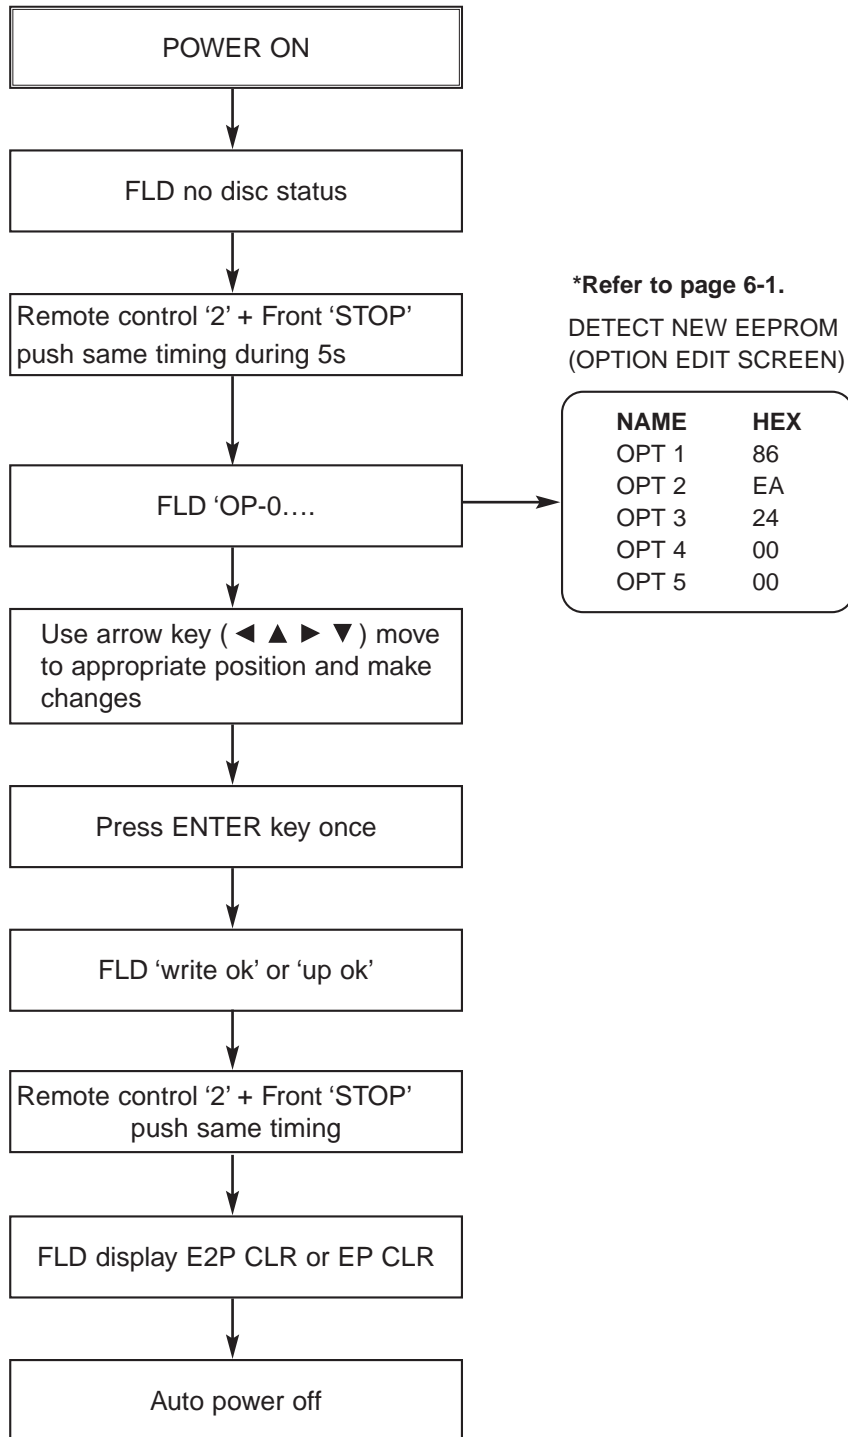 POWER ON
FLD no disc status
Remote control ‘2’ + Front ‘STOP’
push same timing during 5s
FLD ‘OP-0….
*Refer to page 6-1.
DETECT NEW EEPROM
(OPTION EDIT SCREEN)
NAME HEX
OPT 1 86
OPT 2 EA
OPT 3 24
OPT 4 00
OPT 5 00
Use arrow key (◄ ▲ ► ▼) move
to appropriate position and make
changes
Press ENTER key once
FLD ‘write ok’ or ‘up ok’
Remote control ‘2’ + Front ‘STOP’
push same timing
FLD display E2P CLR or EP CLR
Auto power off